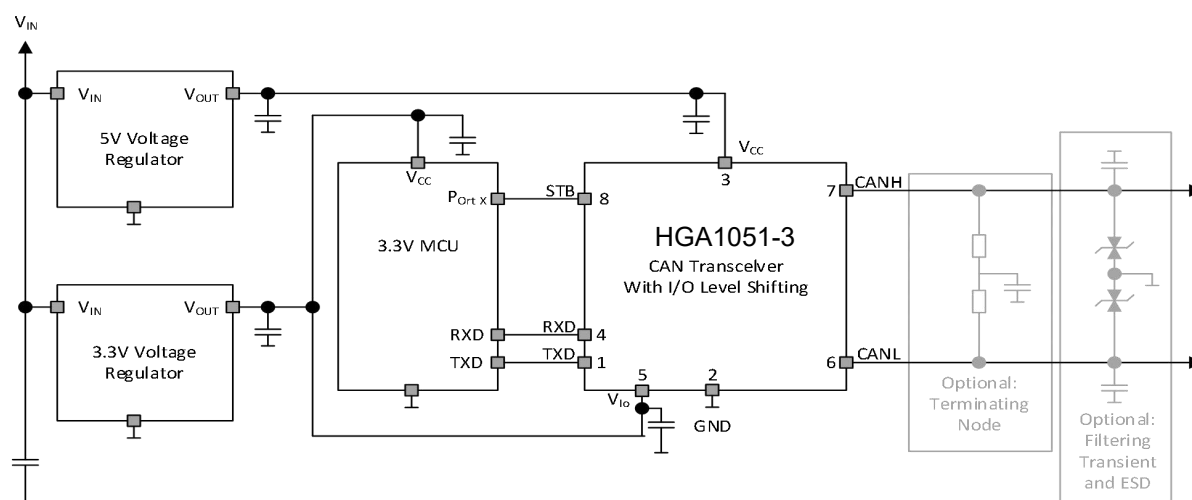 VIN
VIN
VOUT
5V Voltage
Regulator
VIN
VOUT
3.3V Voltage
Regulator
VCC
POrt X
3.3V MCU
RXD
TXD
STB
8
RXD
4
TXD
1
VCC
3
HGA1051-3
CAN Transcelver
With I/O Level Shifting
5
VIo
2
GND
7
CANH
6
CANL
Optional:
Terminating
Node
Optional:
Filtering
Transient
and ESD